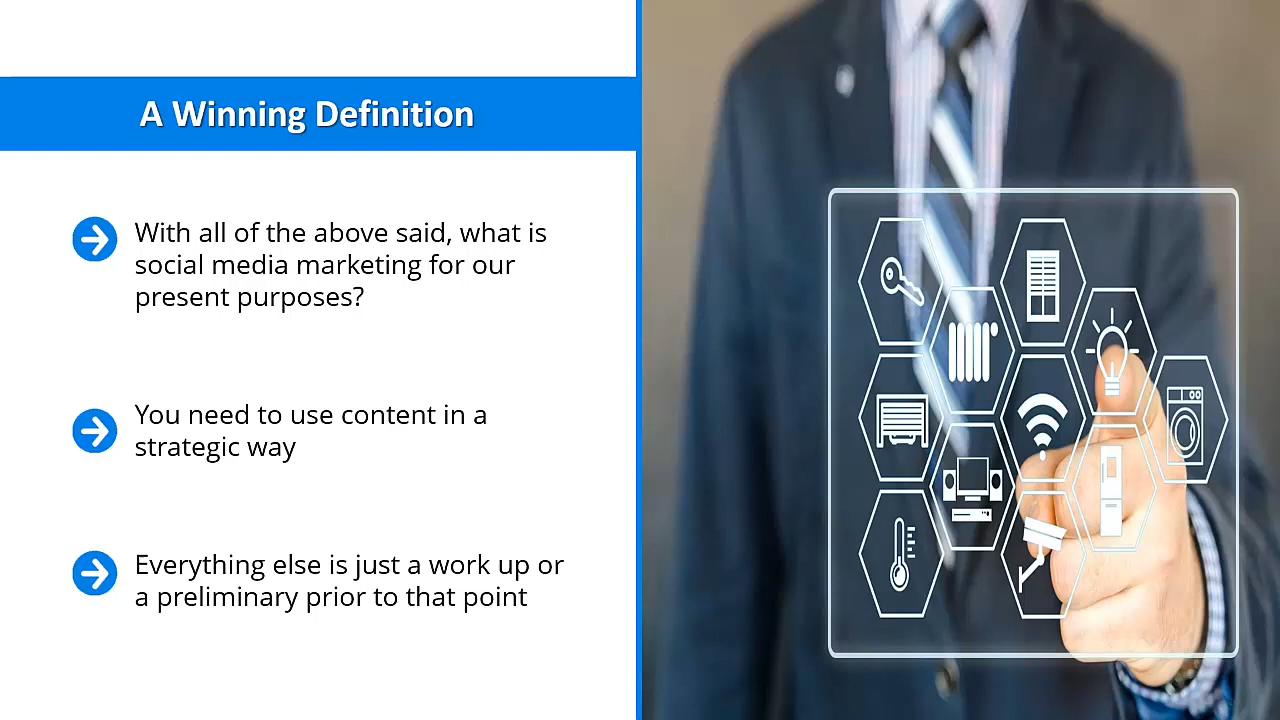 A Winning Definition
With all of the above said, what is
social media marketing for our
present purposes?
You need to use content in a
strategic way
Everything else is just a work up or
a preliminary prior to that point